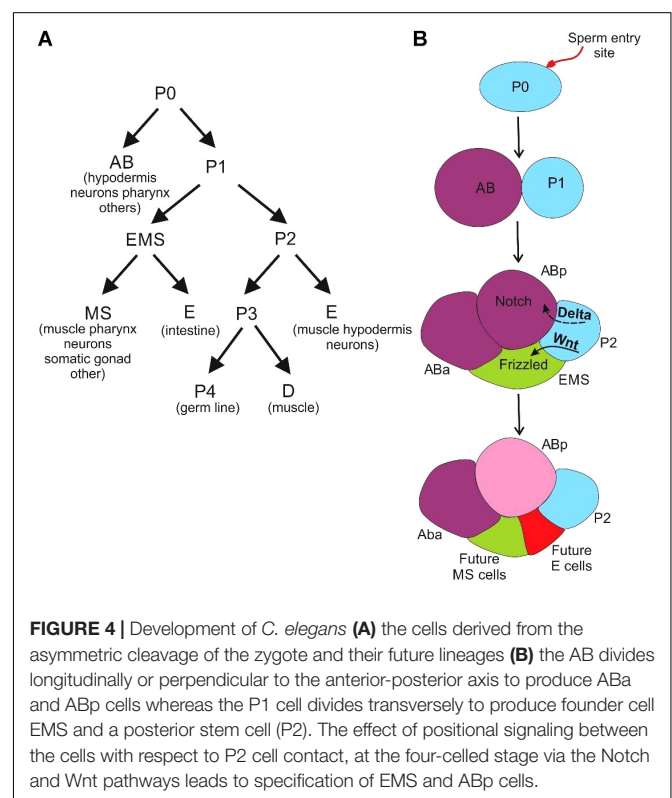 A
P0
AB
(hypodermis
neurons pharynx
others)
P1
EMS
P2
MS
(muscle pharynx
neurons
somatic gonad
other)
E
(intestine)
P3
E
(muscle hypodermis
neurons)
P4
(germ line)
D
(muscle)
B
Sperm entry
site
P0
AB
P1
ABp
Notch
Delta
Wnt
P2
Frizzled
ABa
EMS
ABp
Aba
P2
Future
MS cells
Future
E cells
FIGURE 4 | Development of C. elegans (A) the cells derived from the
asymmetric cleavage of the zygote and their future lineages (B) the AB divides
longitudinally or perpendicular to the anterior-posterior axis to produce ABa
and ABp cells whereas the P1 cell divides transversely to produce founder cell
EMS and a posterior stem cell (P2). The effect of positional signaling between
the cells with respect to P2 cell contact, at the four-celled stage via the Notch
and Wnt pathways leads to specification of EMS and ABp cells.